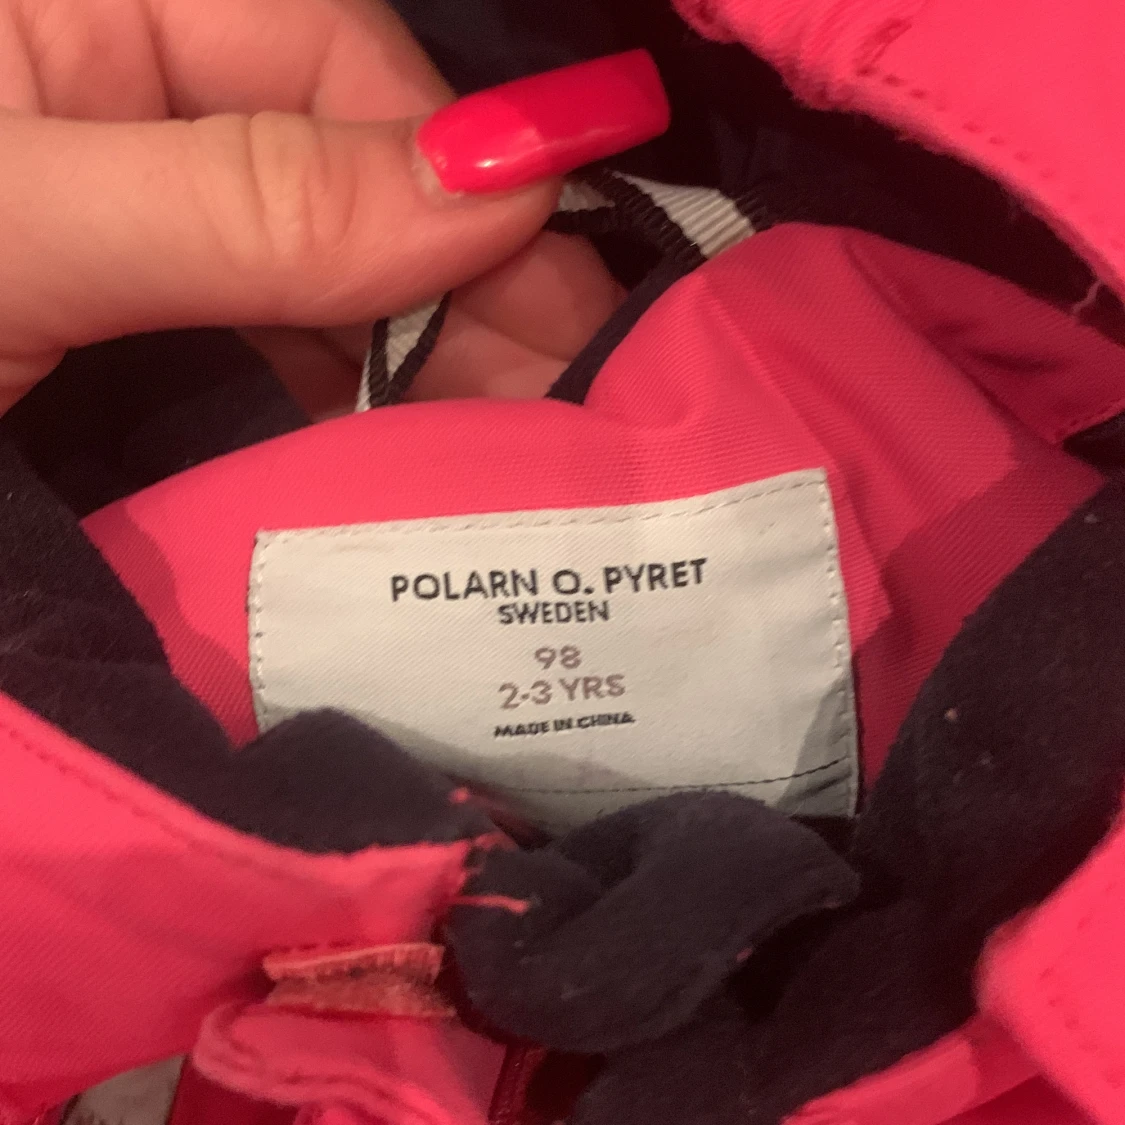 POLARN O. PYRET
SWEDEN
98
2-3 YRS
MADE IN CHINA